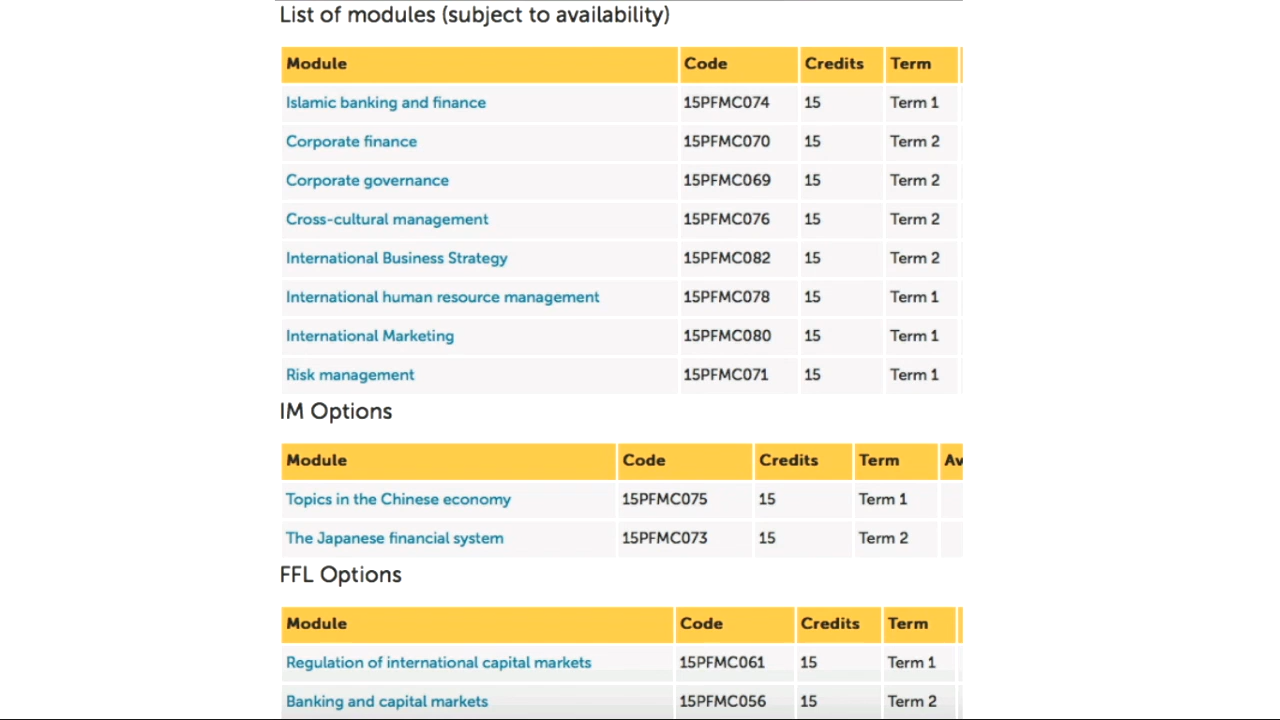 List of modules (subject to availability)
Module Code Credits Term
Islamic banking and finance 15PFMC074 15 Term 1
Corporate finance 15PFMC070 15 Term 2
Corporate governance 15PFMC069 15 Term 2
Cross-cultural management 15PFMC076 15 Term 2
International Business Strategy 15PFMC082 15 Term 2
International human resource management 15PFMC078 15 Term 1
International Marketing 15PFMC080 15 Term 1
Risk management 15PFMC071 15 Term 1
IM Options
Module Code Credits Term Av
Topics in the Chinese economy 15PFMC075 15 Term 1
The Japanese financial system 15PFMC073 15 Term 2
FFL Options
Module Code Credits Term
Regulation of international capital markets 15PFMC061 15 Term 1
Banking and capital markets 15PFMC056 15 Term 2